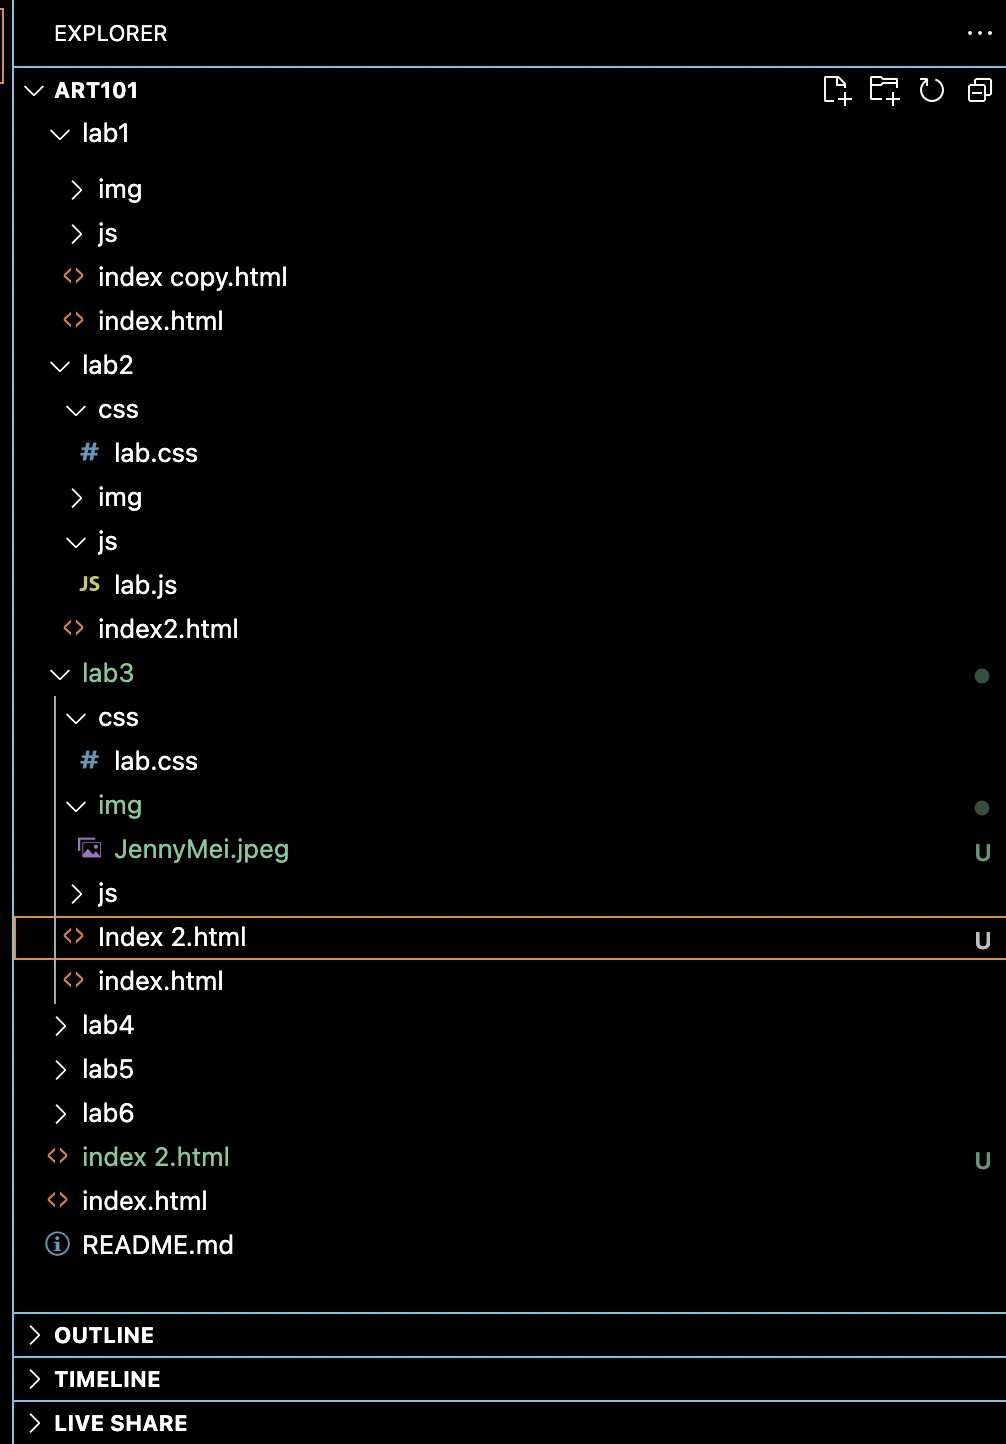 EXPLORER
ART101
lab1
img
js
index copy.html
index.html
lab2
css
# lab.css
img
js
JS lab.js
index2.html
lab3
css
# lab.css
img
JennyMei.jpeg U
js
Index 2.html U
index.html
lab4
lab5
lab6
index 2.html U
index.html
README.md
OUTLINE
TIMELINE
LIVE SHARE